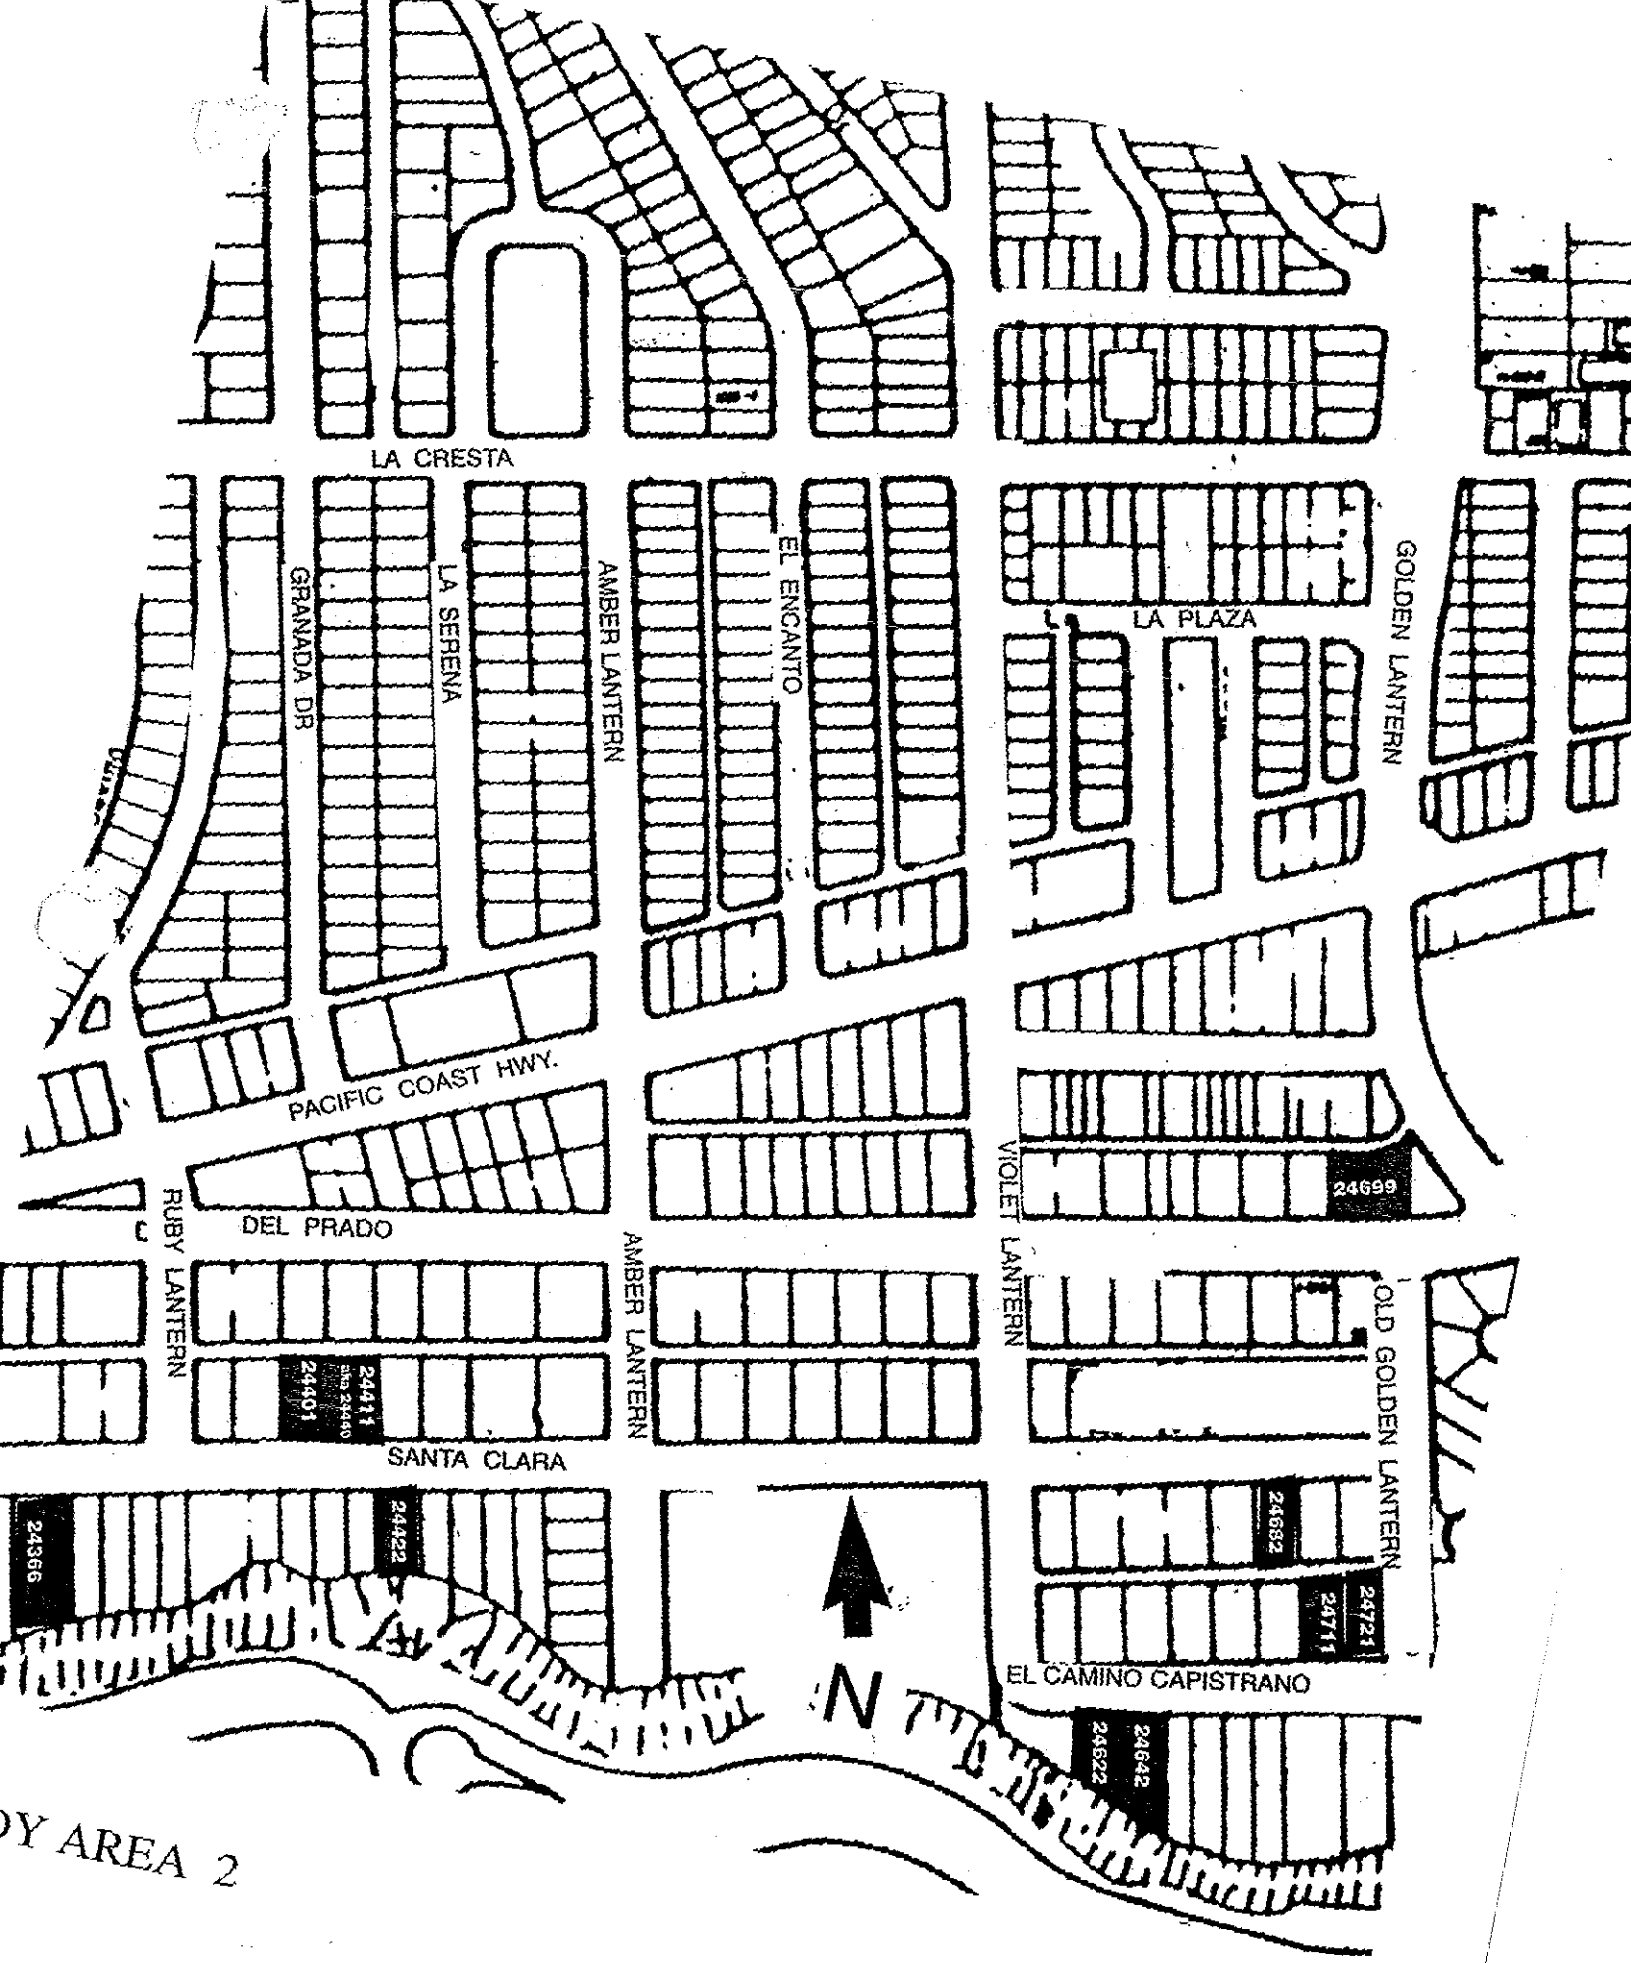 LA CRESTA
GRANADA DR
LA SERENA
AMBER LANTERN
EL ENCANTO
GOLDEN LANTERN
LA PLAZA
PACIFIC COAST HWY.
VIOLET LANTERN
24699
RUBY LANTERN
DEL PRADO
AMBER LANTERN
OLD GOLDEN LANTERN
24401
24411
SANTA CLARA
24366
24422
24682
24711
24721
EL CAMINO CAPISTRANO
N
24622
24642
DY AREA 2